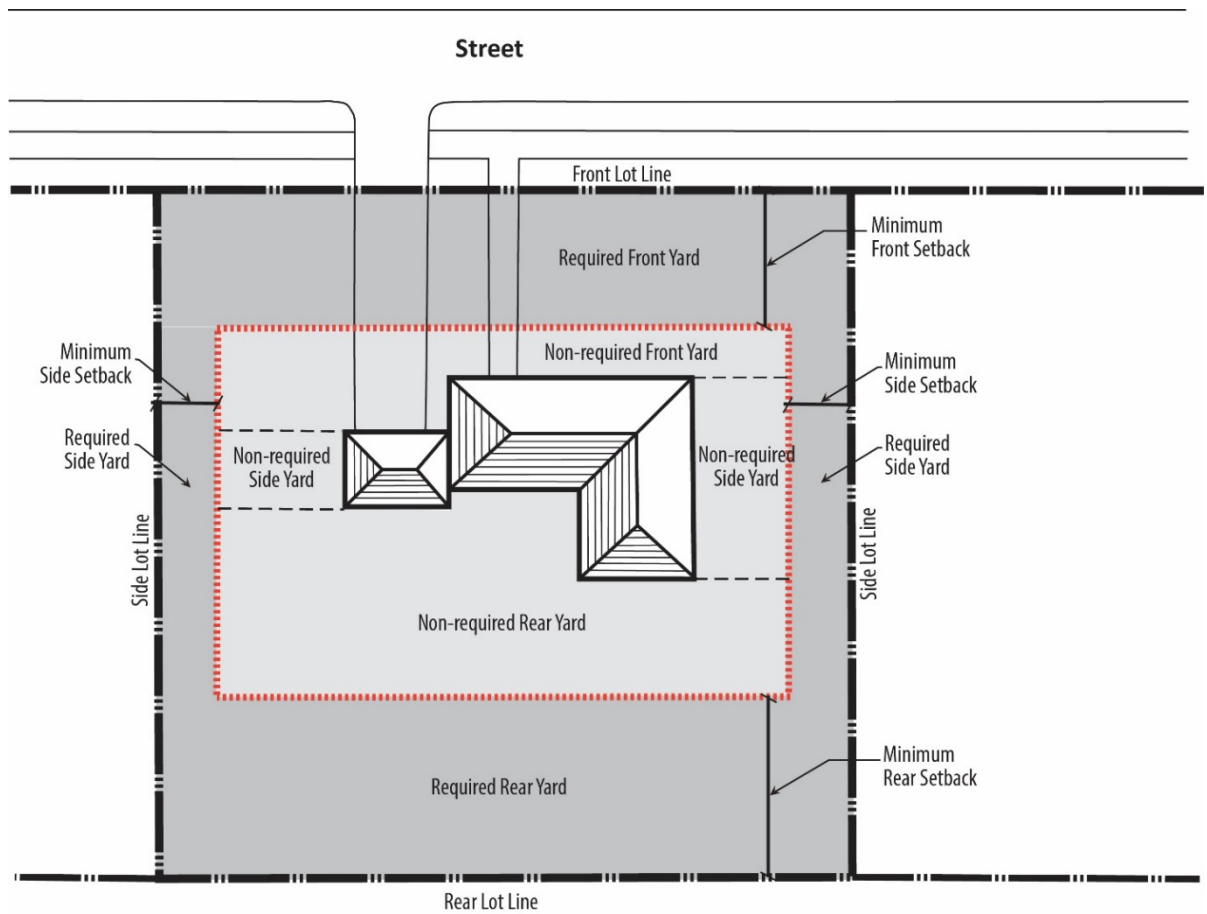 Street
Front Lot Line
Minimum
Front Setback
Required Front Yard
Non-required Front Yard
Minimum
Side Setback
Minimum
Side Setback
Required
Side Yard
Non-required
Side Yard
Non-required
Side Yard
Required
Side Yard
Side Lot Line
Side Lot Line
Non-required Rear Yard
Minimum
Rear Setback
Required Rear Yard
Rear Lot Line